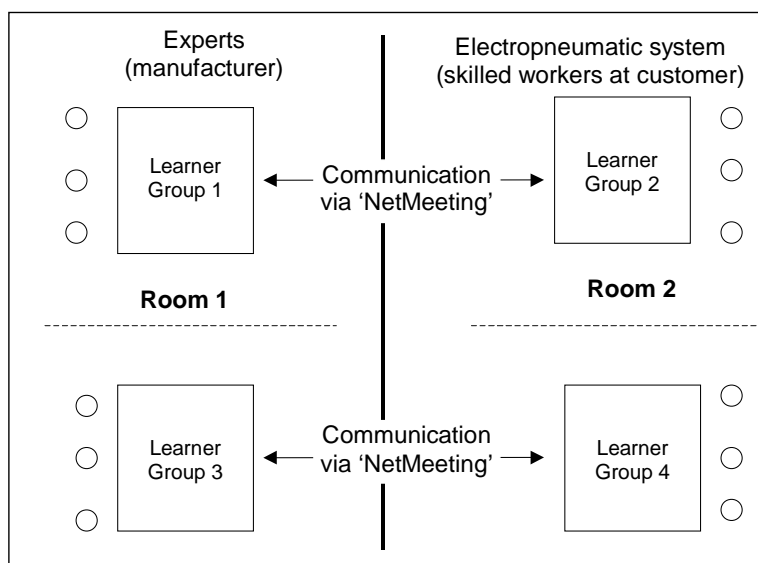 Experts
(manufacturer)
Electropneumatic system
(skilled workers at customer)
Learner
Group 1
Communication
via ‘NetMeeting’
Learner
Group 2
Room 1
Room 2
Learner
Group 3
Communication
via ‘NetMeeting’
Learner
Group 4